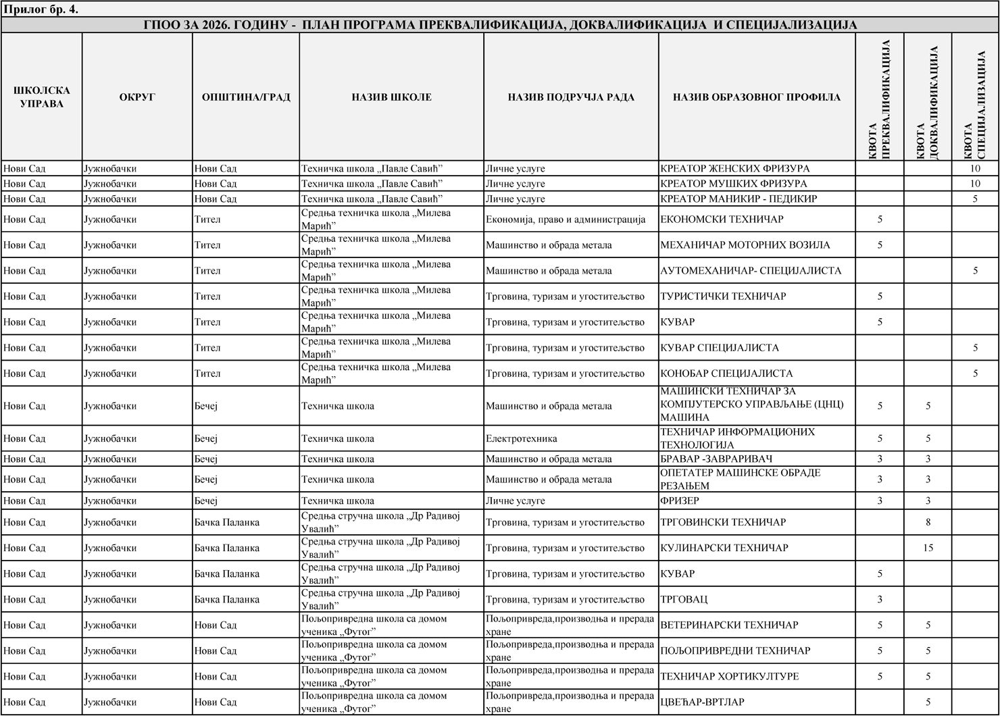 Прилог бр. 4.
ГПОО ЗА 2026. ГОДИНУ - ПЛАН ПРОГРАМА ПРЕКВАЛИФИКАЦИЈА, ДОКВАЛИФИКАЦИЈА И СПЕЦИЈАЛИЗАЦИЈА
ШКОЛСКА УПРАВА ОКРУГ ОПШТИНА/ГРАД НАЗИВ ШКОЛЕ НАЗИВ ПОДРУЧЈА РАДА НАЗИВ ОБРАЗОВНОГ ПРОФИЛА КВОТА ПРЕКВАЛИФИКАЦИЈА КВОТА ДОКВАЛИФИКАЦИЈА КВОТА СПЕЦИЈАЛИЗАЦИЈА
Нови Сад Јужнобачки Нови Сад Техничка школа „Павле Савић” Личне услуге КРЕАТОР ЖЕНСКИХ ФРИЗУРА 10
Нови Сад Јужнобачки Нови Сад Техничка школа „Павле Савић” Личне услуге КРЕАТОР МУШКИХ ФРИЗУРА 10
Нови Сад Јужнобачки Нови Сад Техничка школа „Павле Савић” Личне услуге КРЕАТОР МАНИКИР - ПЕДИКИР 5
Нови Сад Јужнобачки Тител Средња техничка школа „Милева Марић” Економија, право и администрација ЕКОНОМСКИ ТЕХНИЧАР 5
Нови Сад Јужнобачки Тител Средња техничка школа „Милева Марић” Машинство и обрада метала МЕХАНИЧАР МОТОРНИХ ВОЗИЛА 5
Нови Сад Јужнобачки Тител Средња техничка школа „Милева Марић” Машинство и обрада метала АУТОМЕХАНИЧАР- СПЕЦИЈАЛИСТА 5
Нови Сад Јужнобачки Тител Средња техничка школа „Милева Марић” Трговина, туризам и угоститељство ТУРИСТИЧКИ ТЕХНИЧАР 5
Нови Сад Јужнобачки Тител Средња техничка школа „Милева Марић” Трговина, туризам и угоститељство КУВАР 5
Нови Сад Јужнобачки Тител Средња техничка школа „Милева Марић” Трговина, туризам и угоститељство КУВАР СПЕЦИЈАЛИСТА 5
Нови Сад Јужнобачки Тител Средња техничка школа „Милева Марић” Трговина, туризам и угоститељство КОНОБАР СПЕЦИЈАЛИСТА 5
Нови Сад Јужнобачки Бечеј Техничка школа Машинство и обрада метала МАШИНСКИ ТЕХНИЧАР ЗА КОМПЈУТЕРСКО УПРАВЉАЊЕ (ЦНЦ) МАШИНА 5 5
Нови Сад Јужнобачки Бечеј Техничка школа Електротехника ТЕХНИЧАР ИНФОРМАЦИОНИХ ТЕХНОЛОГИЈА 5 5
Нови Сад Јужнобачки Бечеј Техничка школа Машинство и обрада метала БРАВАР -ЗАВРАРИВАЧ 3 3
Нови Сад Јужнобачки Бечеј Техничка школа Машинство и обрада метала ОПЕТАТЕР МАШИНСКЕ ОБРАДЕ РЕЗАЊЕМ 3 3
Нови Сад Јужнобачки Бечеј Техничка школа Личне услуге ФРИЗЕР 3 3
Нови Сад Јужнобачки Бачка Паланка Средња стручна школа „Др Радивој Увалић” Трговина, туризам и угоститељство ТРГОВИНСКИ ТЕХНИЧАР 8
Нови Сад Јужнобачки Бачка Паланка Средња стручна школа „Др Радивој Увалић” Трговина, туризам и угоститељство КУЛИНАРСКИ ТЕХНИЧАР 15
Нови Сад Јужнобачки Бачка Паланка Средња стручна школа „Др Радивој Увалић” Трговина, туризам и угоститељство КУВАР 5
Нови Сад Јужнобачки Бачка Паланка Средња стручна школа „Др Радивој Увалић” Трговина, туризам и угоститељство ТРГОВАЦ 3
Нови Сад Јужнобачки Нови Сад Пољопривредна школа са домом ученика „Футог” Пољопривреда,производња и прерада хране ВЕТЕРИНАРСКИ ТЕХНИЧАР 5 5
Нови Сад Јужнобачки Нови Сад Пољопривредна школа са домом ученика „Футог” Пољопривреда,производња и прерада хране ПОЉОПРИВРЕДНИ ТЕХНИЧАР 5 5
Нови Сад Јужнобачки Нови Сад Пољопривредна школа са домом ученика „Футог” Пољопривреда,производња и прерада хране ТЕХНИЧАР ХОРТИКУЛТУРЕ 5 5
Нови Сад Јужнобачки Нови Сад Пољопривредна школа са домом ученика „Футог” Пољопривреда,производња и прерада хране ЦВЕЋАР-ВРТЛАР 5